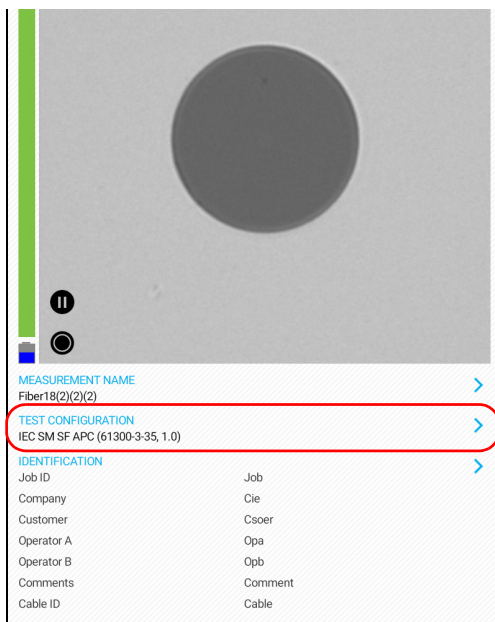 MEASUREMENT NAME
Fiber18(2)(2)(2)
TEST CONFIGURATION
IEC SM SF APC (61300-3-35, 1.0)
IDENTIFICATION
Job ID Job
Company Cie
Customer Csoer
Operator A Opa
Operator B Opb
Comments Comment
Cable ID Cable